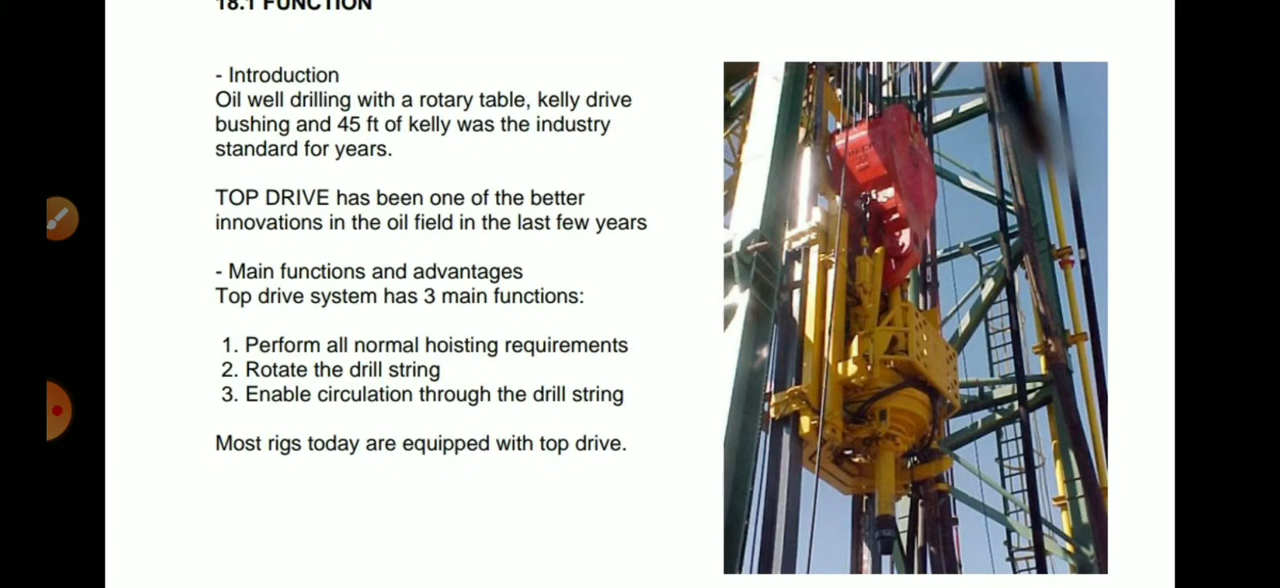 18.1 FUNCTION
- Introduction
Oil well drilling with a rotary table, kelly drive
bushing and 45 ft of kelly was the industry
standard for years.
TOP DRIVE has been one of the better
innovations in the oil field in the last few years
- Main functions and advantages
Top drive system has 3 main functions:
1. Perform all normal hoisting requirements
2. Rotate the drill string
3. Enable circulation through the drill string
Most rigs today are equipped with top drive.